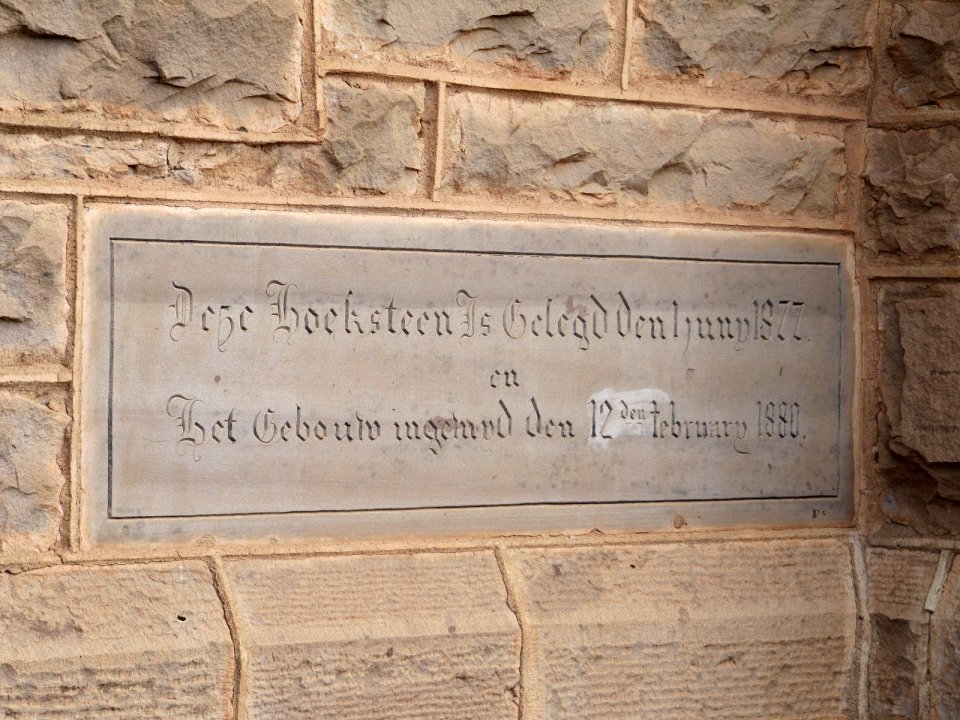 Deze Hoeksteen Is Gelegd den 1 Juny 1877.
en
Het Gebouw ingewyd den 12den February 1880.